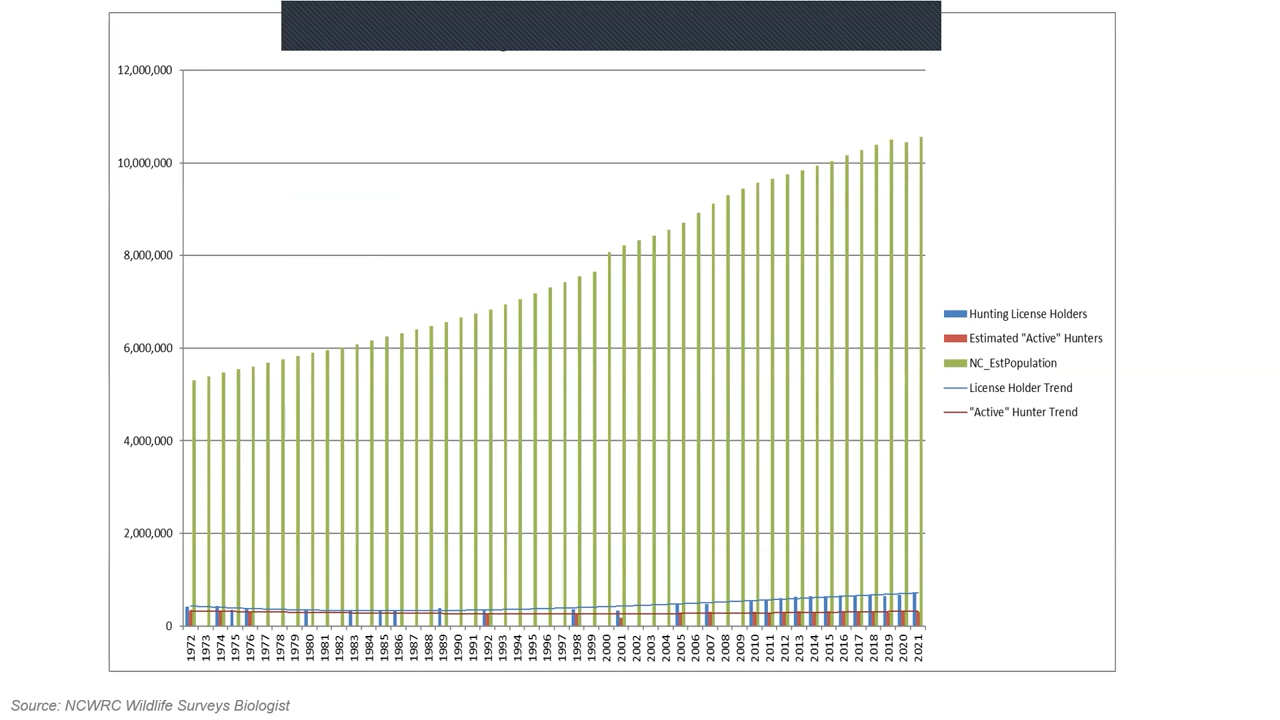 12,000,000
10,000,000
8,000,000
6,000,000
4,000,000
2,000,000
0
1972 1973 1974 1975 1976 1977 1978 1979 1980 1981 1982 1983 1984 1985 1986 1987 1988 1989 1990 1991 1992 1993 1994 1995 1996 1997 1998 1999 2000 2001 2002 2003 2004 2005 2006 2007 2008 2009 2010 2011 2012 2013 2014 2015 2016 2017 2018 2019 2020 2021
Hunting License Holders
Estimated "Active" Hunters
NC_EstPopulation
License Holder Trend
"Active" Hunter Trend
Source: NCWRC Wildlife Surveys Biologist